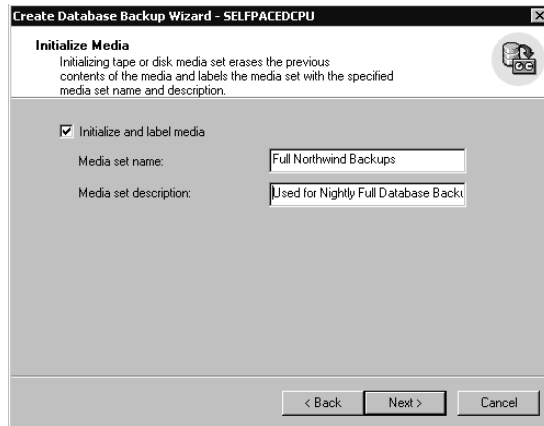 Create Database Backup Wizard - SELFPACEDCPU
Initialize Media
Initializing tape or disk media set erases the previous
contents of the media and labels the media set with the specified
media set name and description.
Initialize and label media
Media set name: Full Northwind Backups
Media set description: Used for Nightly Full Database
< Back Next > Cancel